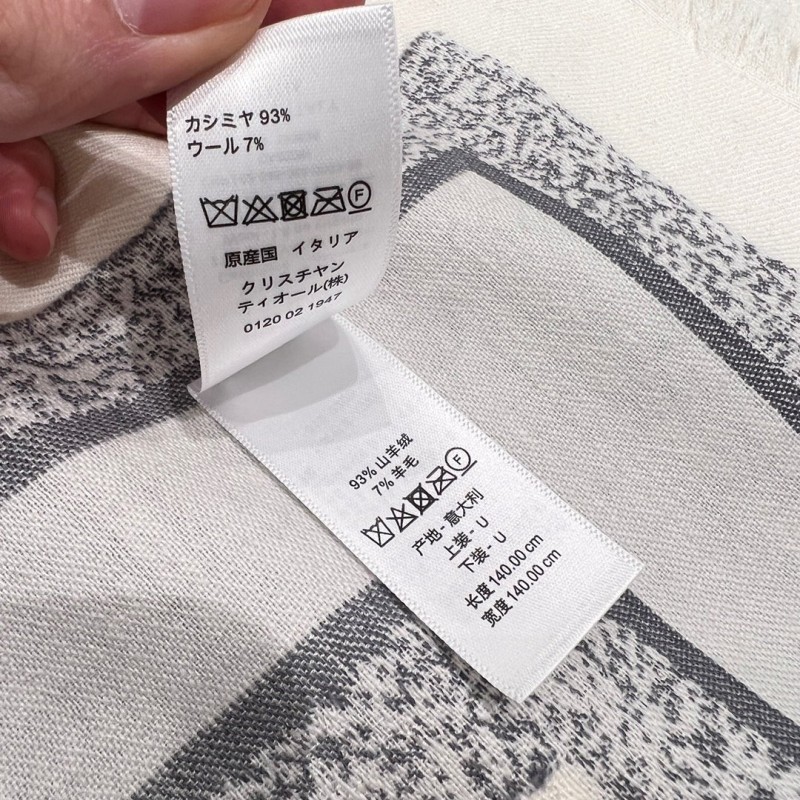 カシミヤ 93%
ウール 7%
F
原産国 イタリア
クリスチャン
ティオール(株)
0120 02 1947
93% 山羊绒
7% 羊毛
F
产地 - 意大利
上装 - U
下装 - U
长度 140.00 cm
宽度 140.00 cm